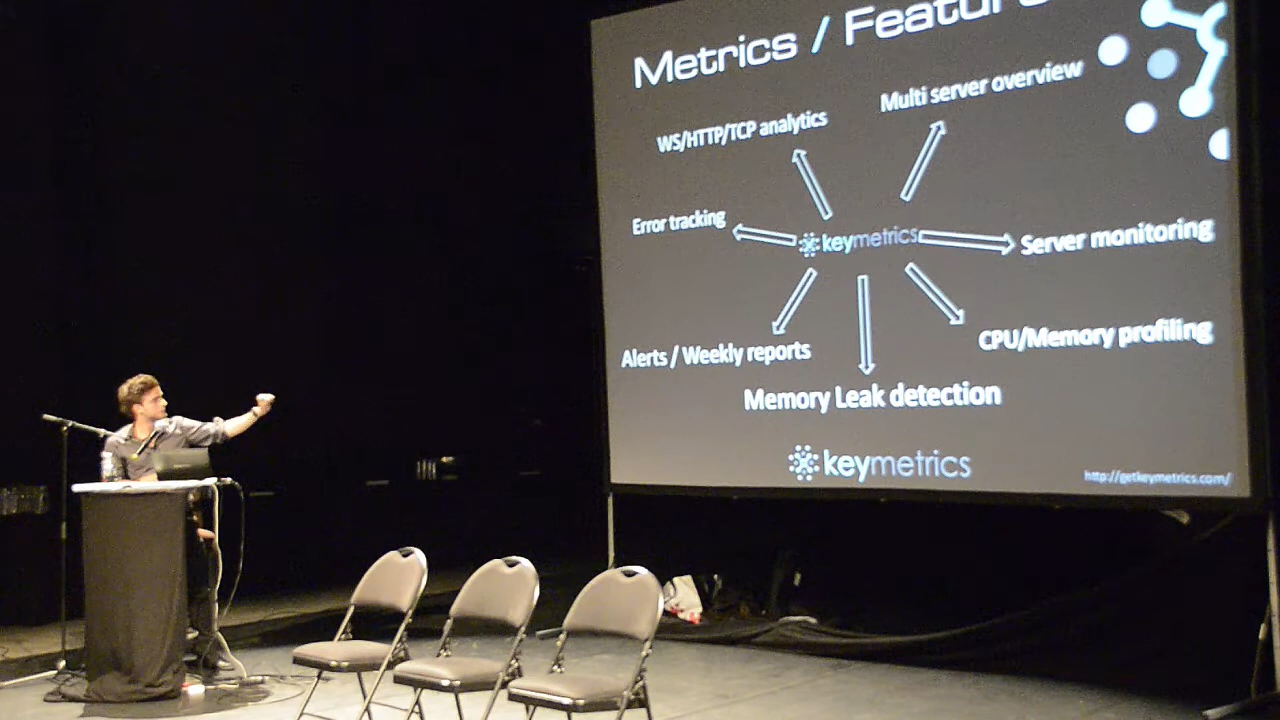 Metrics / Featur
Multi server overview
WS/HTTP/TCP analytics
Error tracking
keymetrics
Server monitoring
CPU/Memory profiling
Alerts / Weekly reports
Memory Leak detection
keymetrics
http://getkeymetrics.com/